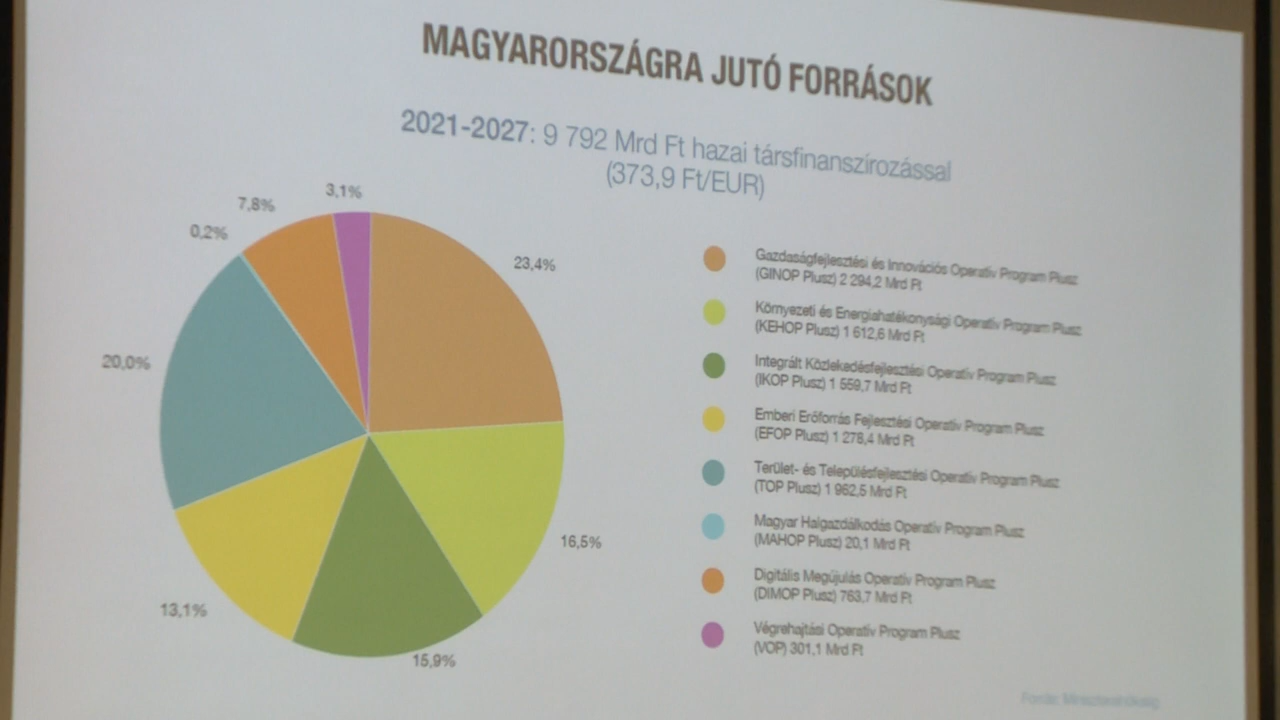 MAGYARORSZÁGRA JUTÓ FORRÁSOK
2021-2027: 9 792 Mrd Ft hazai társfinanszírozással
(373,9 Ft/EUR)
3,1%
7,8%
0,2%
23,4%
20,0%
16,5%
13,1%
15,9%
Gazdaságfejlesztési és Innovációs Operatív Program Plusz
(GINOP Plusz) 2 294,2 Mrd Ft
Környezeti és Energiahatékonysági Operatív Program Plusz
(KEHOP Plusz) 1 612,6 Mrd Ft
Integrált Közlekedésfejlesztési Operatív Program Plusz
(IKOP Plusz) 1 559,7 Mrd Ft
Emberi Erőforrás Fejlesztési Operatív Program Plusz
(EFOP Plusz) 1 278,4 Mrd Ft
Terület- és Településfejlesztési Operatív Program Plusz
(TOP Plusz) 1 962,5 Mrd Ft
Magyar Halgazdálkodás Operatív Program Plusz
(MAHOP Plusz) 20,1 Mrd Ft
Digitális Megújulás Operatív Program Plusz
(DIMOP Plusz) 763,7 Mrd Ft
Végrehajtási Operatív Program Plusz
(VOP) 301,1 Mrd Ft
Forrás: